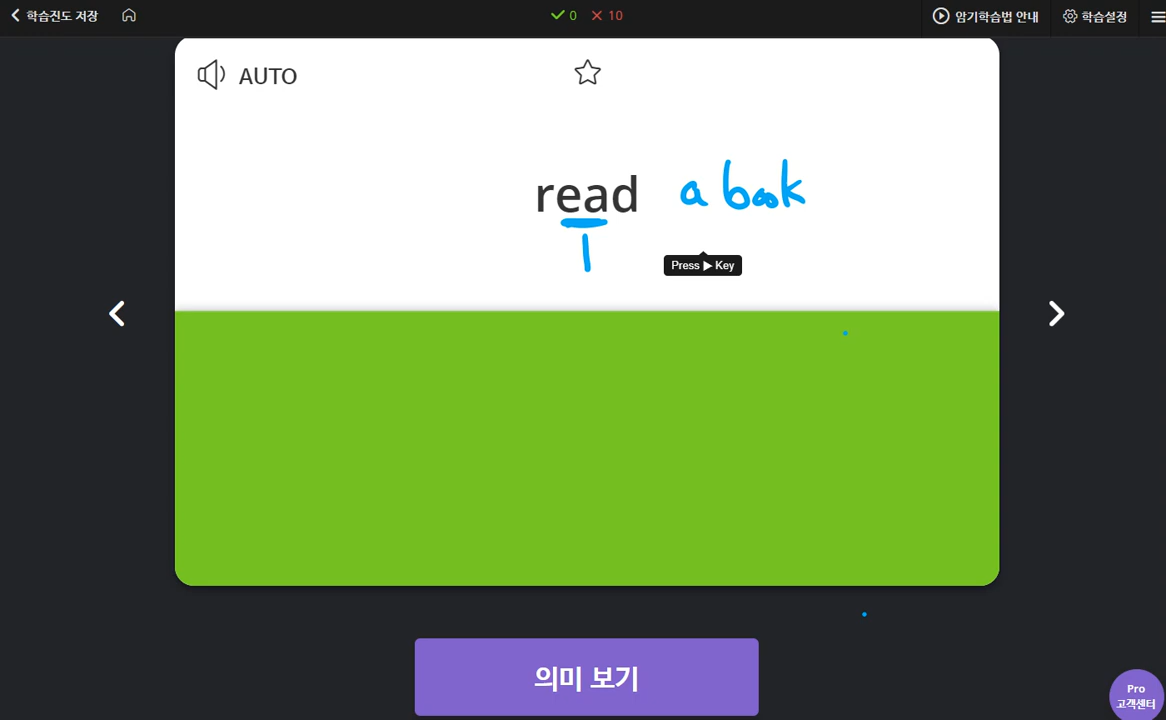 학습진도 저장 0 10 암기학습법 안내 학습설정
AUTO
read a book
Press ▶ Key
의미 보기
Pro
고객센터